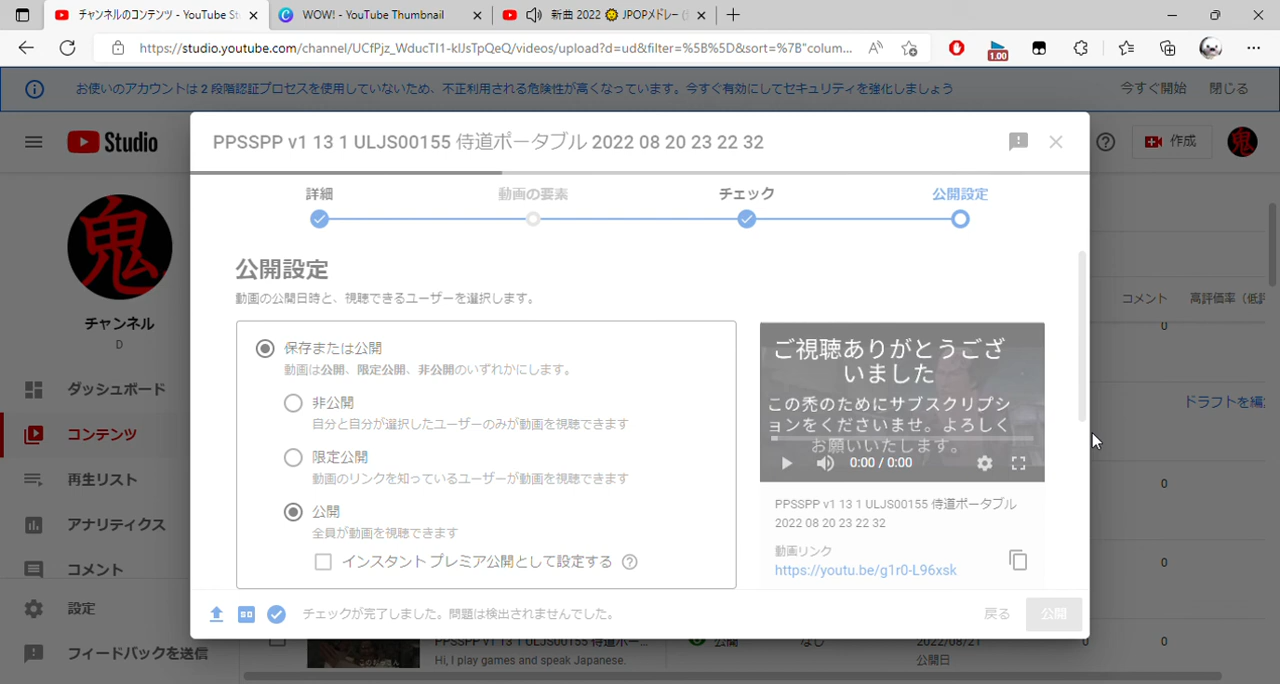 チャンネルのコンテンツ - YouTube St
WOW! - YouTube Thumbnail
新曲 2022 🌞 JPOPメドレー
https://studio.youtube.com/channel/UCfPjz_WducTI1-kIJsTpQeQ/videos/upload?d=ud&filter=%5B%5D&sort=%7B"colum...
1.00
お使いのアカウントは 2 段階認証プロセスを使用していないため、不正利用される危険性が高くなっています。今すぐ有効にしてセキュリティを強化しましょう
今すぐ開始
閉じる
Studio
作成
PPSSPP v1 13 1 ULJS00155 侍道ポータブル 2022 08 20 23 22 32
詳細
動画の要素
チェック
公開設定
鬼
チャンネル
D
ダッシュボード
コンテンツ
再生リスト
アナリティクス
コメント
設定
フィードバックを送信
公開設定
動画の公開日時と、視聴できるユーザーを選択します。
保存または公開
動画は公開、限定公開、非公開のいずれかにします。
非公開
自分と自分が選択したユーザーのみが動画を視聴できます
限定公開
動画のリンクを知っているユーザーが動画を視聴できます
公開
全員が動画を視聴できます
インスタント プレミア公開として設定する
ご視聴ありがとうござ
いました
この禿のためにサブスクリプシ
ョンをくださいませ。よろしく
お願いいたします。
0:00 / 0:00
PPSSPP v1 13 1 ULJS00155 侍道ポータブル
2022 08 20 23 22 32
動画リンク
https://youtu.be/g1r0-L96xsk
チェックが完了しました。問題は検出されませんでした。
戻る
公開
コメント
高評価率（低評
0
ドラフトを編
0
0
PPSSPP v1 13 1 ULJS00155 侍道ポー...
Hi, I play games and speak Japanese.
公開
なし
2022/08/21
公開日
0
0